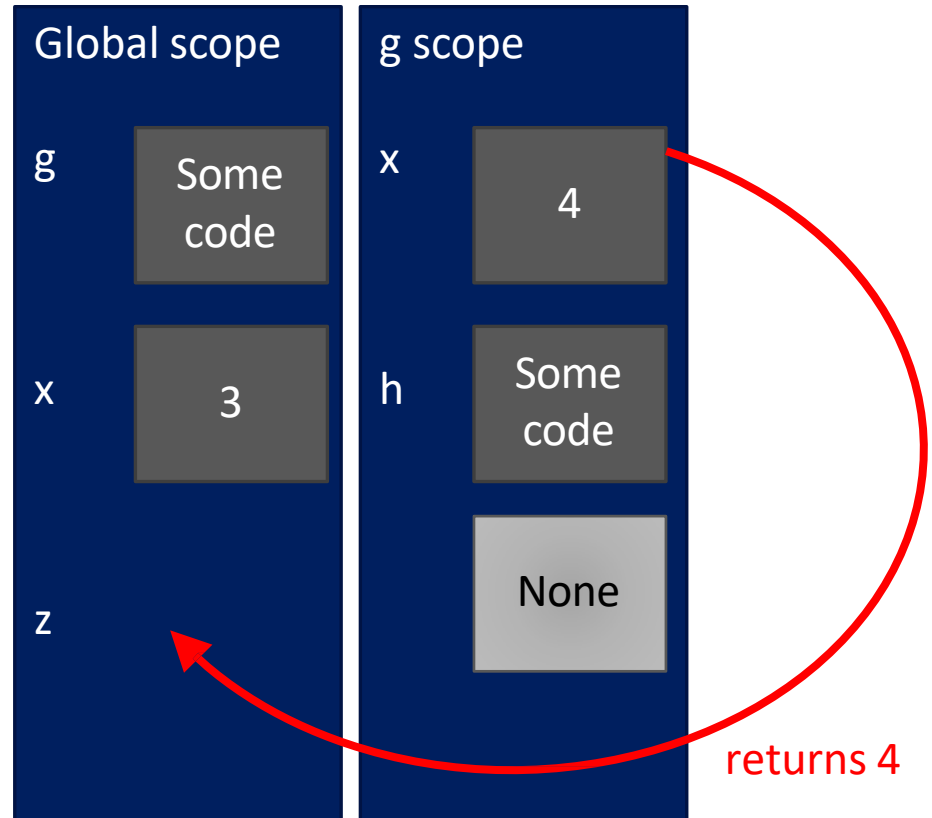 Global scope
g
Some
code
x
3
z
g scope
x
4
h
Some
code
None
returns 4